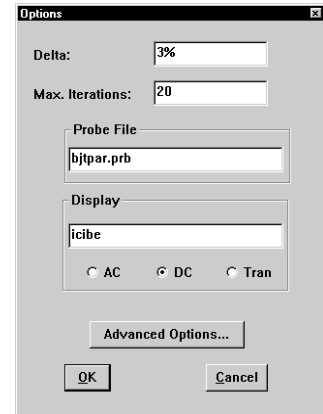 Options
Delta: 3%
Max. Iterations: 20
Probe File
bjtpar.prb
Display
icibe
AC DC Tran
Advanced Options...
OK Cancel